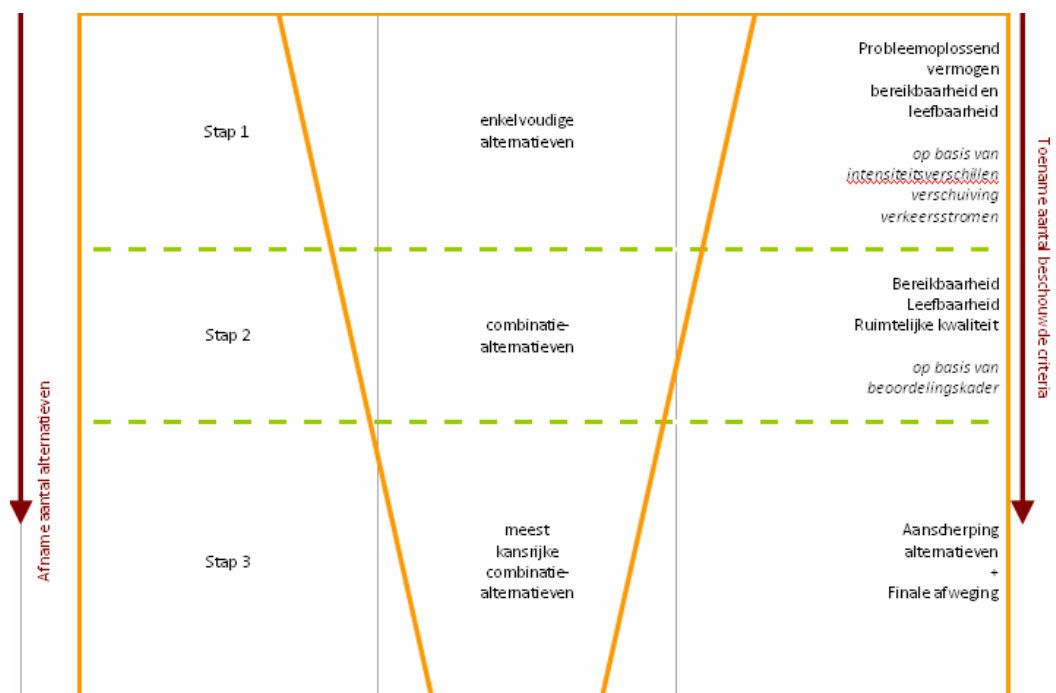 Stap 1
enkelvoudige
alternatieven
Probleemoplossend
vermogen
bereikbaarheid en
leefbaarheid
op basis van
intensiteitsverschillen
verschuiving
verkeersstromen
Stap 2
combinatie-
alternatieven
Bereikbaarheid
Leefbaarheid
Ruimtelijke kwaliteit
op basis van
beoordelingskader
Stap 3
meest
kansrijke
combinatie-
alternatieven
Aanscherping
alternatieven
+
Finale afweging
Afname aantal alternatieven
Toename aantal beschouwde criteria